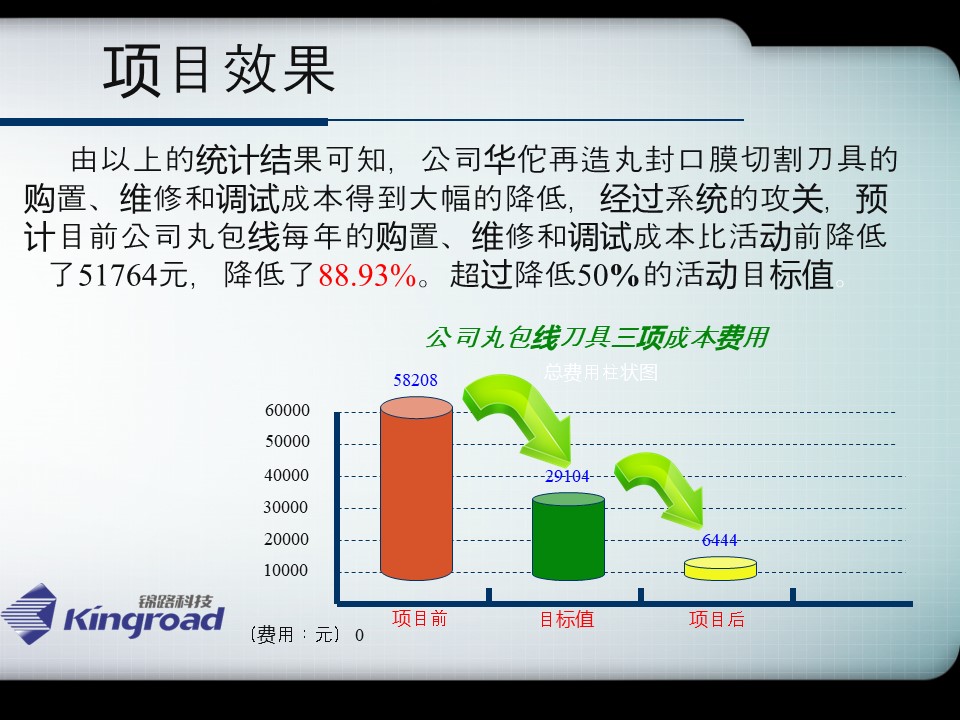 项目效果
由以上的统计结果可知，公司华佗再造丸封口膜切割刀具的
购置、维修和调试成本得到大幅的降低，经过系统的攻关，预
计目前公司丸包线每年的购置、维修和调试成本比活动前降低
了51764元，降低了88.93%。超过降低50%的活动目标值。
公司丸包线刀具三项成本费用
总费用柱状图
58208
60000
50000
40000
29104
30000
20000
6444
10000
项目前
目标值
项目后
（费用：元）0
锦路科技
Kingroad